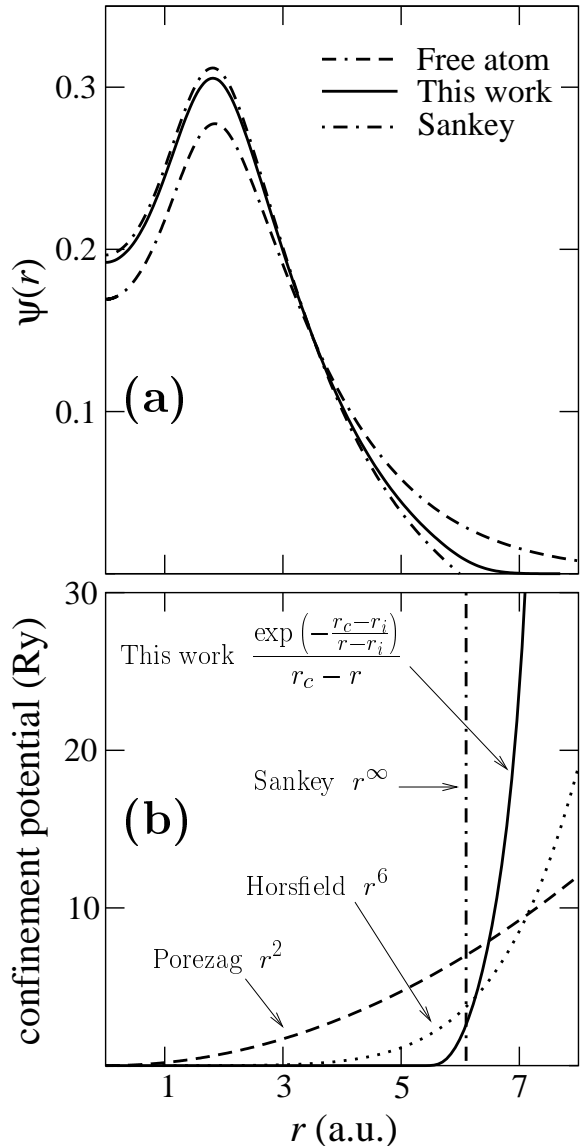 0.3
0.2
0.1
ψ(r)
Free atom
This work
Sankey
(a)
30
20
10
confinement potential (Ry)
This work exp(-(r_c-r_i)/(r-r_i))/(r_c-r)
Sankey r^∞
(b)
Horsfield r^6
Porezag r^2
1 3 5 7
r (a.u.)